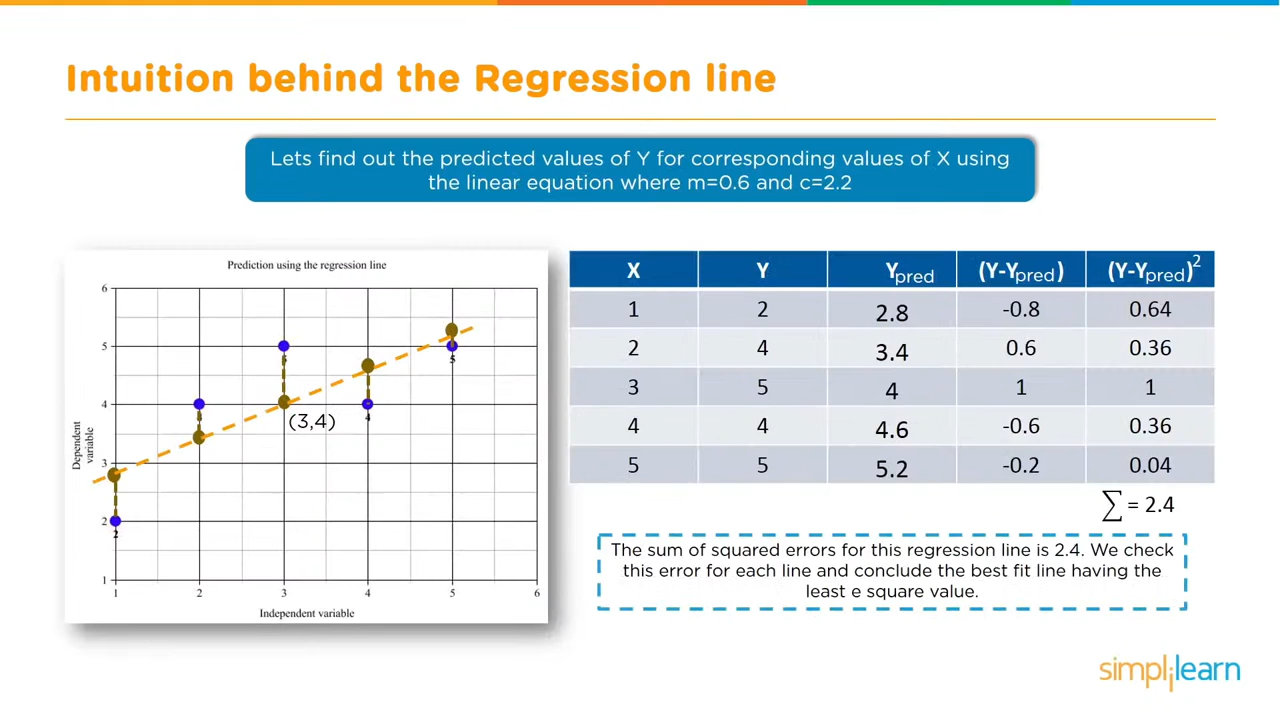 Intuition behind the Regression line
Lets find out the predicted values of Y for corresponding values of X using
the linear equation where m=0.6 and c=2.2
Prediction using the regression line
6
5
4
3
2
1
1 2 3 4 5 6
Dependent
variable
Independent variable
(3,4)
2
4
5
X Y Ypred (Y-Ypred) (Y-Ypred)2
1 2 2.8 -0.8 0.64
2 4 3.4 0.6 0.36
3 5 4 1 1
4 4 4.6 -0.6 0.36
5 5 5.2 -0.2 0.04
∑ = 2.4
The sum of squared errors for this regression line is 2.4. We check
this error for each line and conclude the best fit line having the
least e square value.
simplilearn